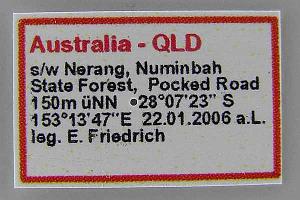 Australia - QLD
s/w Nerang, Numinbah
State Forest, Pocked Road
150m üNN 28°07'23" S
153°13'47"E 22.01.2006 a.L.
leg. E. Friedrich